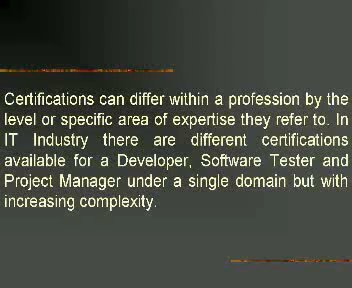 Certifications can differ within a profession by the
level or specific area of expertise they refer to. In
IT Industry there are different certifications
available for a Developer, Software Tester and
Project Manager under a single domain but with
increasing complexity.